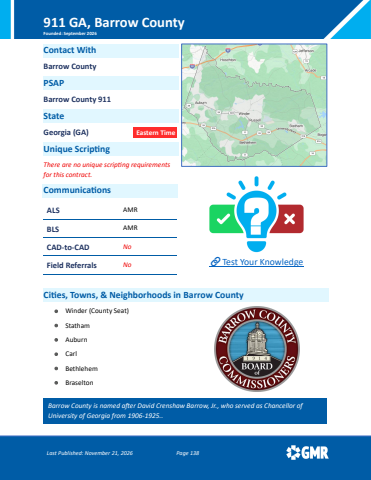 911 GA, Barrow County
Founded: September 2026
Contact With
Barrow County
PSAP
Barrow County 911
State
Georgia (GA)
Eastern Time
Unique Scripting
There are no unique scripting requirements
for this contract.
Communications
ALS AMR
BLS AMR
CAD-to-CAD No
Field Referrals No
Auburn
Winder
Bethlehem
Test Your Knowledge
Cities, Towns, & Neighborhoods in Barrow County
Winder (County Seat)
Statham
Auburn
Carl
Bethlehem
Braselton
BARROW COUNTY
BOARD
of
COMMISSIONERS
Barrow County is named after David Crenshaw Barrow, Jr., who served as Chancellor of
University of Georgia from 1906-1925..
Last Published: November 21, 2026
Page 138
GMR